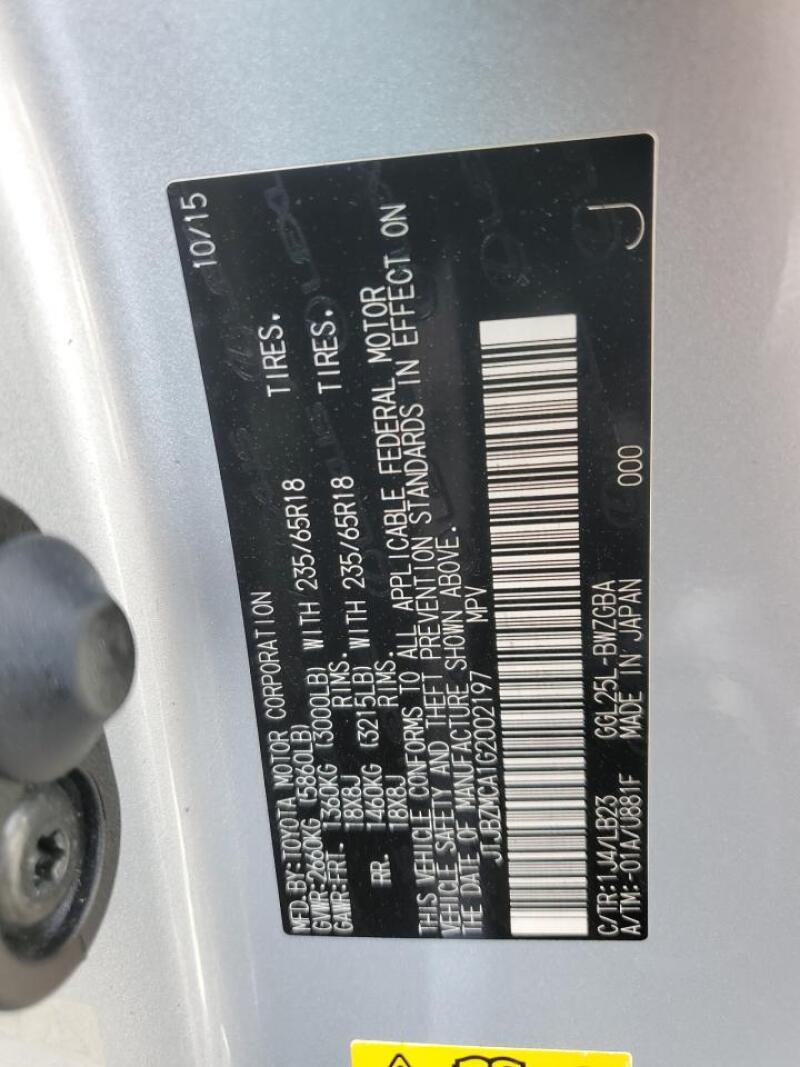 MFD. BY: TOYOTA MOTOR CORPORATION 10/15
GVWR: 2660KG (5860LB)
GAWR: FRT. 1360KG (3000LB) WITH 235/65R18 TIRES.
18X8J RIMS.
RR. 1460KG (3215LB) WITH 235/65R18 TIRES.
18X8J RIMS.
THIS VEHICLE CONFORMS TO ALL APPLICABLE FEDERAL MOTOR
VEHICLE SAFETY AND THEFT PREVENTION STANDARDS IN EFFECT ON
THE DATE OF MANUFACTURE SHOWN ABOVE.
JTJBZMCA1G2002197 MPV
C/TR: 1J4/LB23 GGL25L-BWZGBA 000
A/TM: -01A/U881F MADE IN JAPAN J